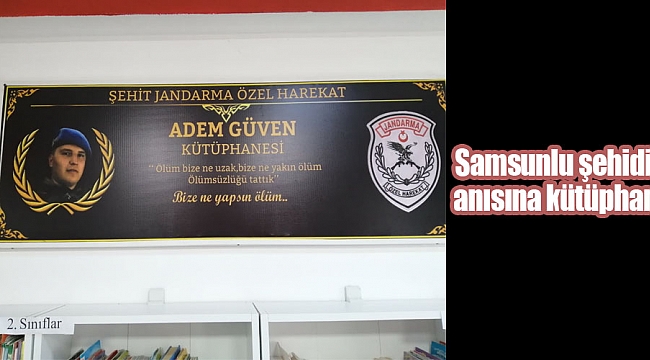 ŞEHİT JANDARMA ÖZEL HAREKAT
ADEM GÜVEN
KÜTÜPHANESİ
" Ölüm bize ne uzak,bize ne yakın ölüm
Ölümsüzlüğü tattık"
Bize ne yapsın ölüm..
JANDARMA
ÖZEL HAREKAT
2. Sınıflar
Samsunlu şehidi
anısına kütüphan